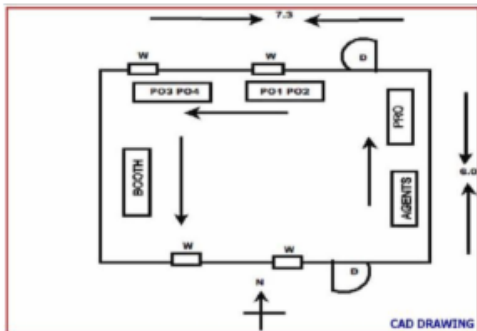 7.3
W W D
PO3 PO4 PO1 PO2
PRO
6.0
BOOTH
AGENTS
W W
D
N
CAD DRAWING